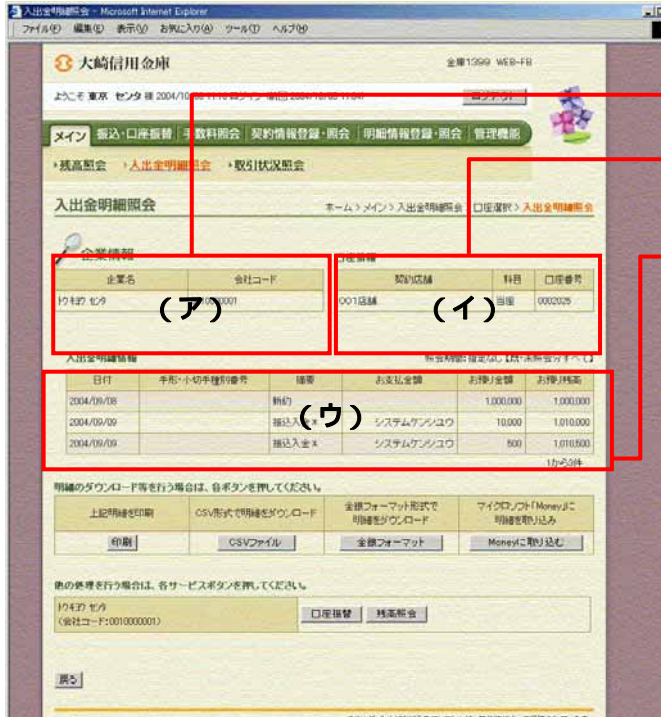 入出金明細照会 - Microsoft Internet Explorer
ファイル(F) 編集(E) 表示(V) お気に入り(A) ツール(T) ヘルプ(H)
大崎信用金庫
金庫1399 WEB-FB
ようこそ 東京 センタ 様
メイン 振込・口座振替 手数料照会 契約情報登録・照会 明細情報登録・照会 管理機能
残高照会 入出金明細照会 取引状況照会
入出金明細照会
ホーム > メイン > 入出金明細照会 > 口座選択 > 入出金明細照会
企業情報
口座情報
企業名 会社コード
契約店舗 科目 口座番号
トウキヨウ センタ
001店舗 当座 0002025
(ア)
(イ)
入出金明細情報
照会期間:指定なし【既・未照会分すべて】
日付 手形・小切手種別番号 摘要 お支払金額 お預り金額 お預り残高
2004/09/08 新約 1,000,000 1,000,000
2004/09/09 振込入金* システムケンシユウ 10,000 1,010,000
2004/09/09 振込入金* システムケンシユウ 500 1,010,500
(ウ)
1から3件
明細のダウンロード等を行う場合は、各ボタンを押してください。
上記明細を印刷 CSV形式で明細をダウンロード 全銀フォーマット形式で明細をダウンロード マイクロソフト「Money」に明細を取り込み
印刷 CSVファイル 全銀フォーマット Moneyに取り込む
他の処理を行う場合は、各サービスボタンを押してください。
トウキヨウ センタ
(会社コード:0010000001)
口座振替 残高照会
戻る